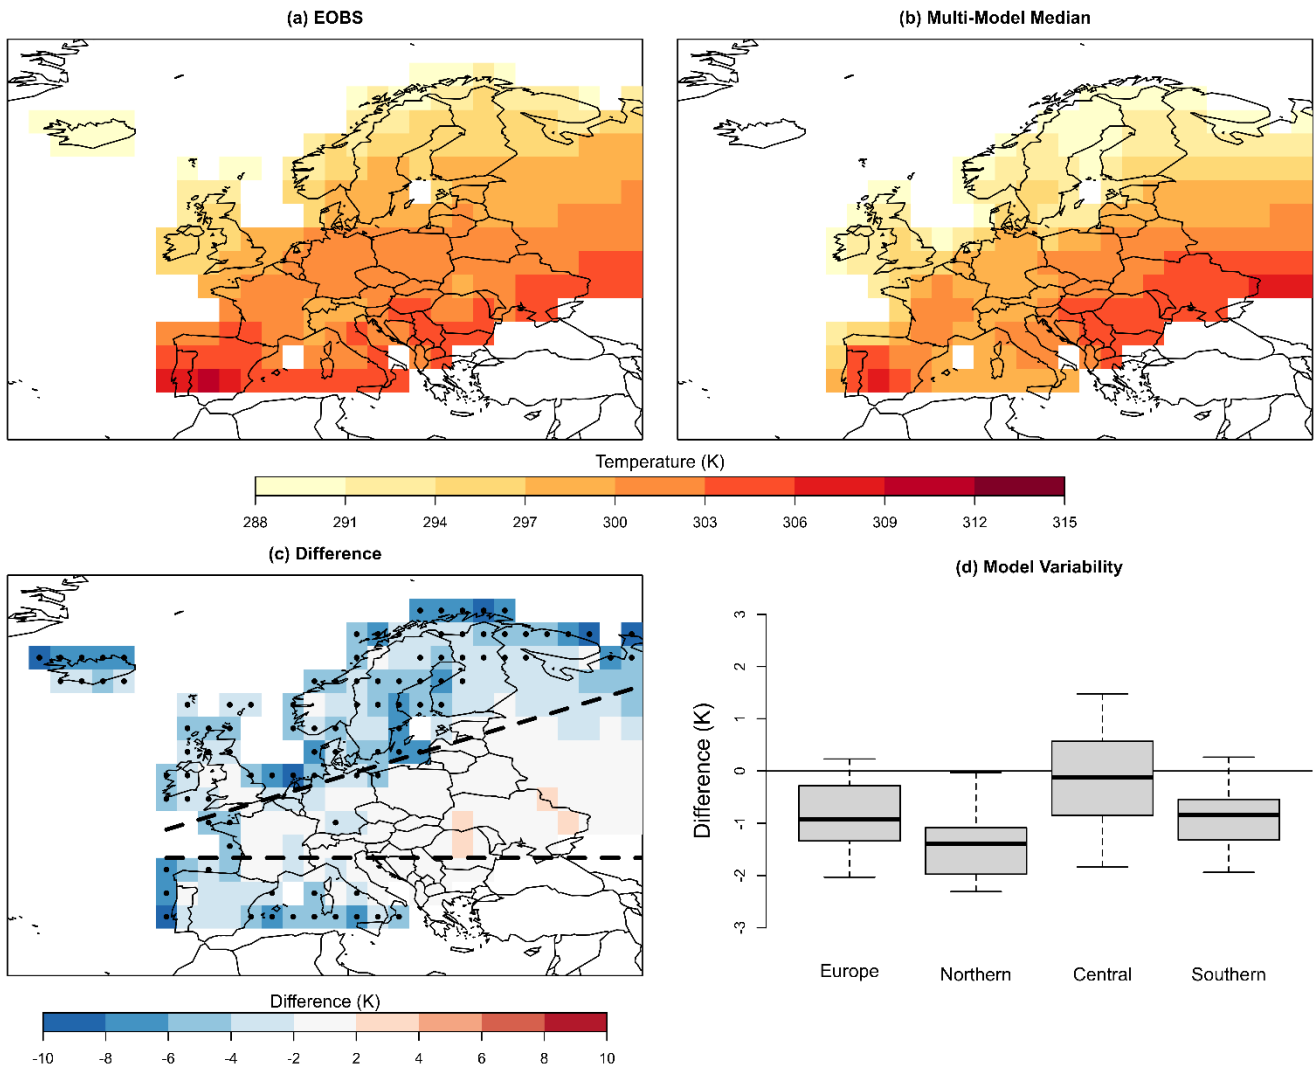 (a) EOBS
(b) Multi-Model Median
Temperature (K)
288 291 294 297 300 303 306 309 312 315
(c) Difference
(d) Model Variability
Difference (K)
3
2
1
0
-1
-2
-3
Europe Northern Central Southern
Difference (K)
-10 -8 -6 -4 -2 2 4 6 8 10